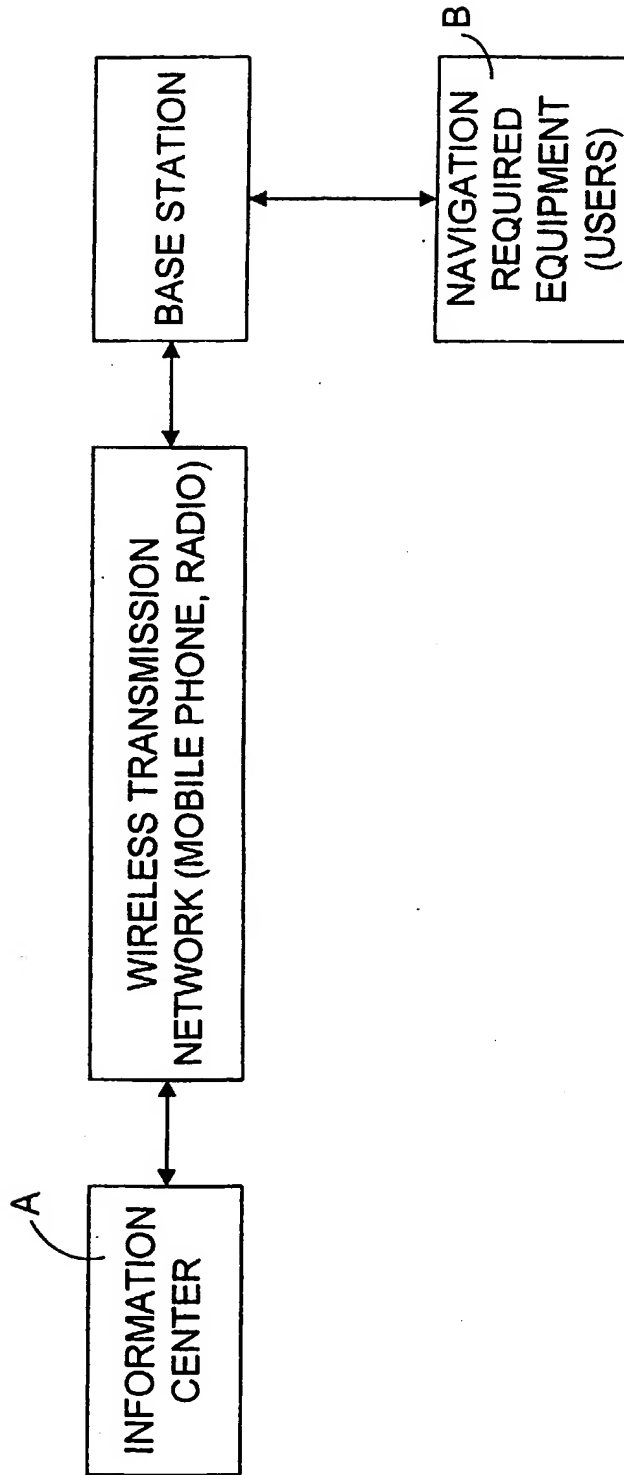 A
INFORMATION
CENTER
WIRELESS TRANSMISSION
NETWORK (MOBILE PHONE, RADIO)
BASE STATION
B
NAVIGATION
REQUIRED
EQUIPMENT
(USERS)